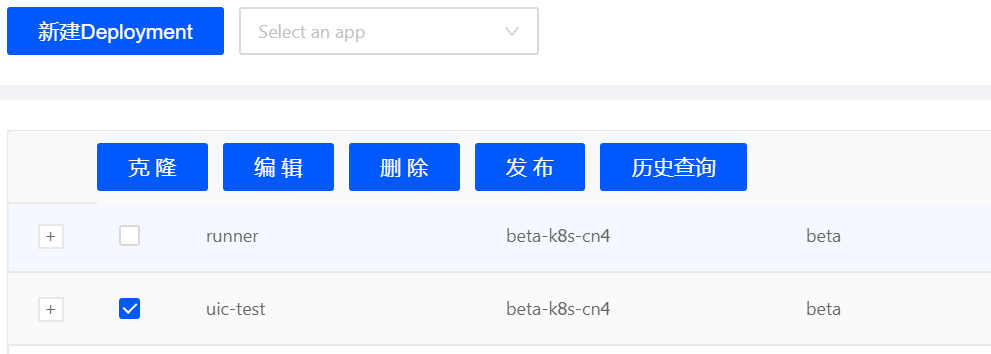 新建Deployment Select an app
克 隆 编 辑 删 除 发 布 历史查询
+ runner beta-k8s-cn4 beta
+ uic-test beta-k8s-cn4 beta